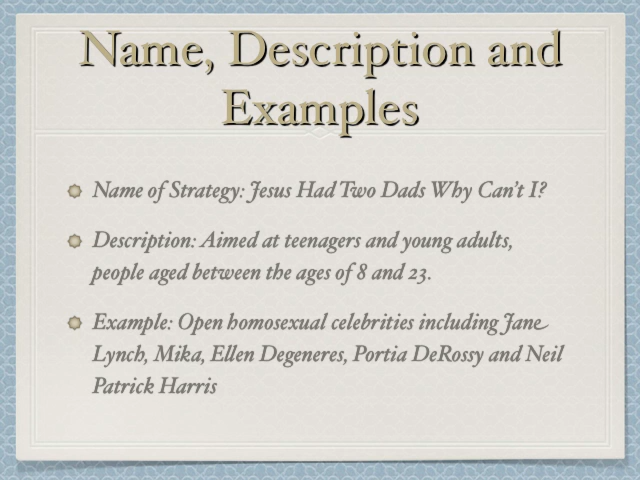 Name, Description and
Examples
Name of Strategy: Jesus Had Two Dads Why Can't I?
Description: Aimed at teenagers and young adults,
people aged between the ages of 8 and 23.
Example: Open homosexual celebrities including Jane
Lynch, Mika, Ellen Degeneres, Portia DeRossy and Neil
Patrick Harris